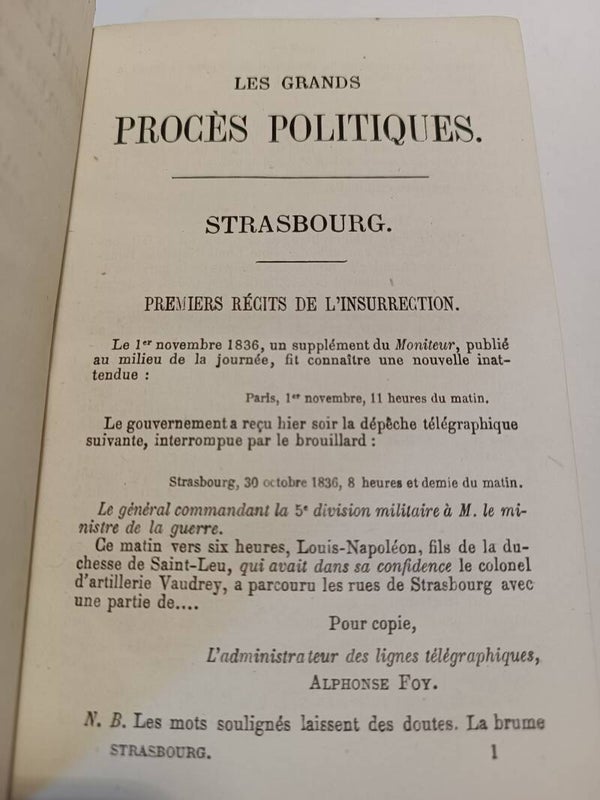 LES GRANDS
PROCÈS POLITIQUES.
STRASBOURG.
PREMIERS RÉCITS DE L'INSURRECTION.
Le 1er novembre 1836, un supplément du Moniteur, publié
au milieu de la journée, fit connaître une nouvelle inat-
tendue :
Paris, 1er novembre, 11 heures du matin.
Le gouvernement a reçu hier soir la dépêche télégraphique
suivante, interrompue par le brouillard :
Strasbourg, 30 octobre 1836, 8 heures et demie du matin.
Le général commandant la 5e division militaire à M. le mi-
nistre de la guerre.
Ce matin vers six heures, Louis-Napoléon, fils de la du-
chesse de Saint-Leu, qui avait dans sa confidence le colonel
d'artillerie Vaudrey, a parcouru les rues de Strasbourg avec
une partie de....
Pour copie,
L'administrateur des lignes télégraphiques,
ALPHONSE FOY.
N. B. Les mots soulignés laissent des doutes. La brume
STRASBOURG. 1